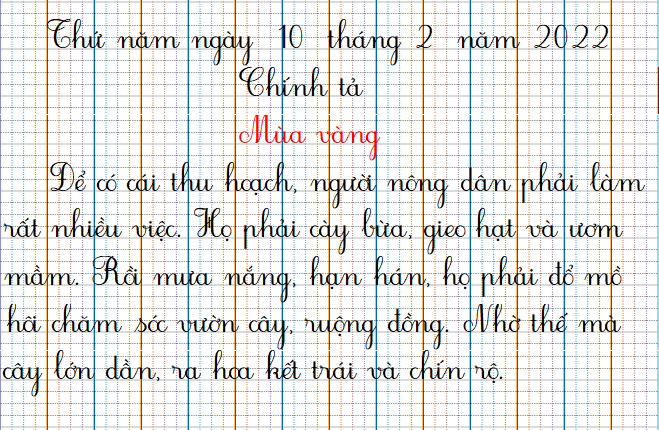 Thứ năm ngày 10 tháng 2 năm 2022
Chính tả
Mùa vàng
Để có cái thu hoạch, người nông dân phải làm
rất nhiều việc. Họ phải cày bừa, gieo hạt và ươm
mầm. Rồi mưa nắng, hạn hán, họ phải đổ mồ
hôi chăm sóc vườn cây, ruộng đồng. Nhờ thế mà
cây lớn dần, ra hoa kết trái và chín rộ.